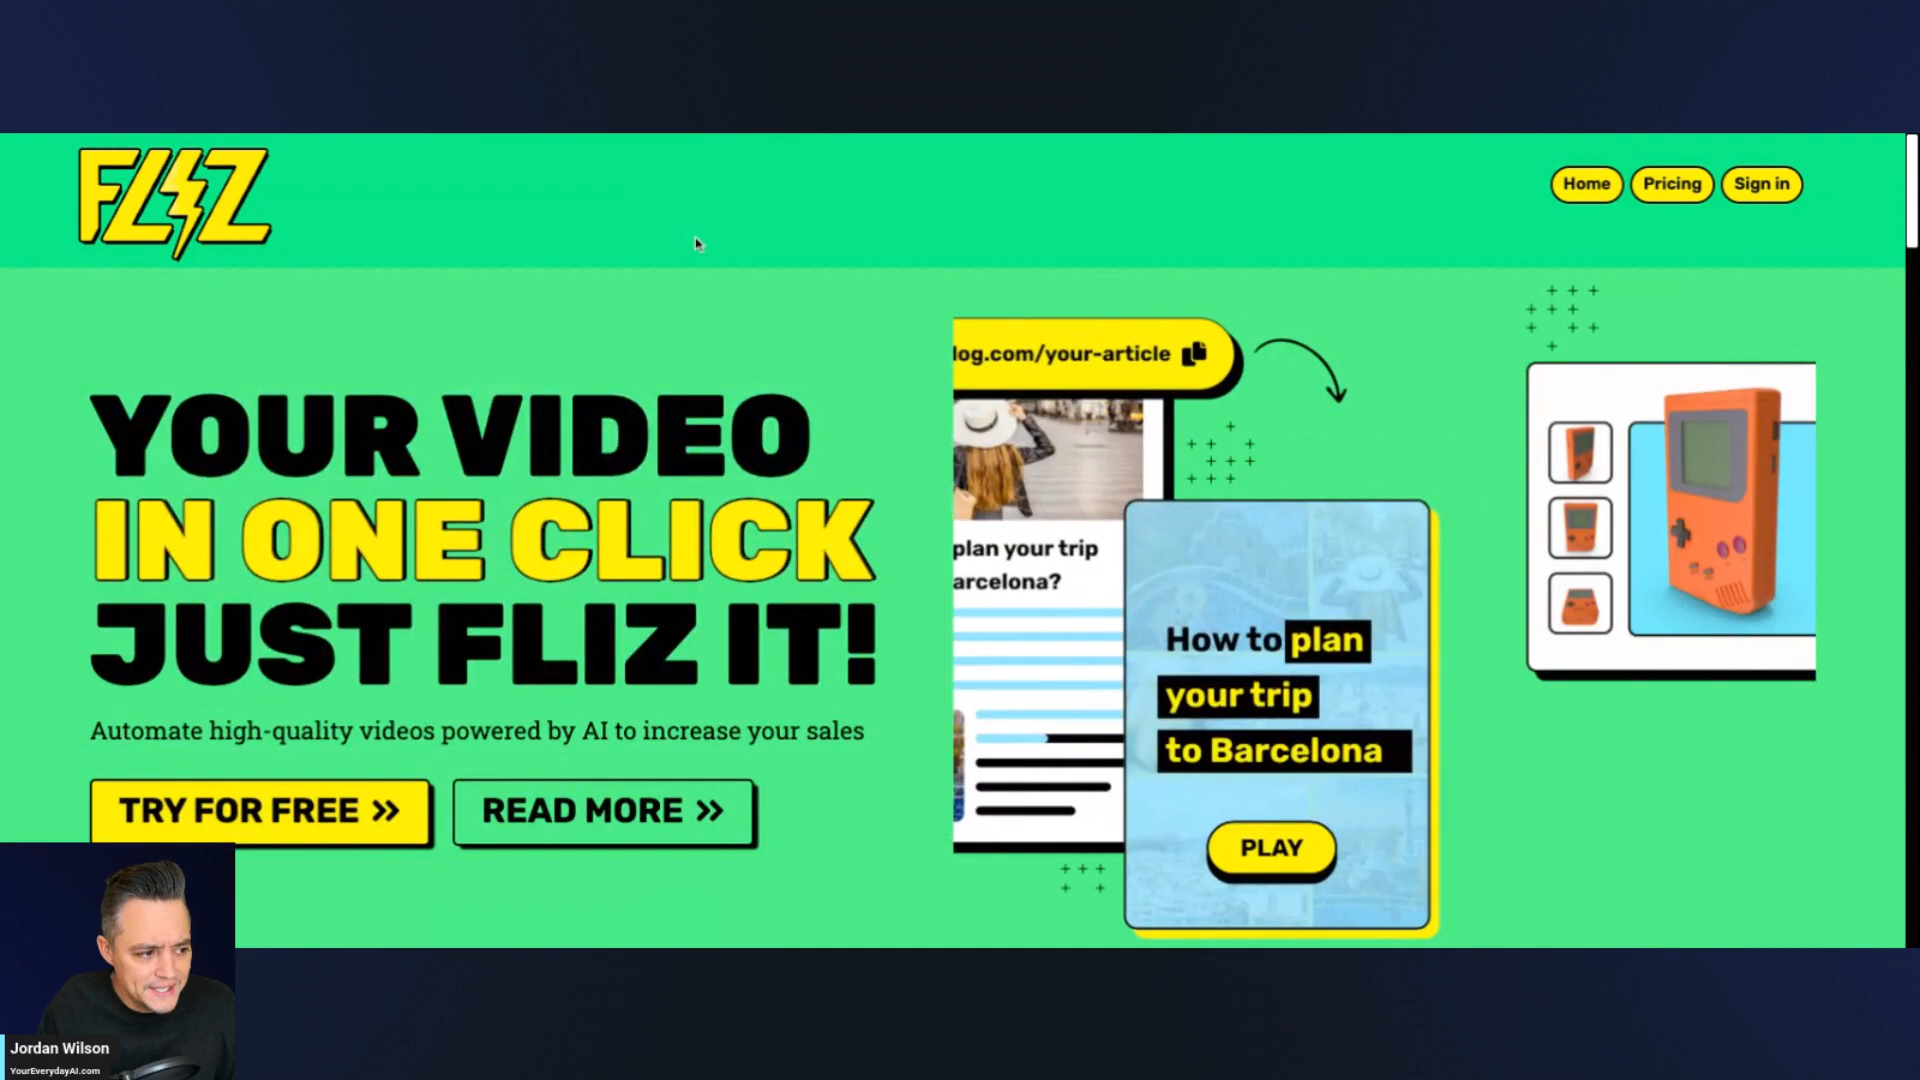 FLIZ
Home
Pricing
Sign in
YOUR VIDEO
IN ONE CLICK
JUST FLIZ IT!
Automate high-quality videos powered by AI to increase your sales
TRY FOR FREE »
READ MORE »
log.com/your-article
plan your trip
arcelona?
How to plan
your trip
to Barcelona
PLAY
Jordan Wilson
YourEverydayAI.com